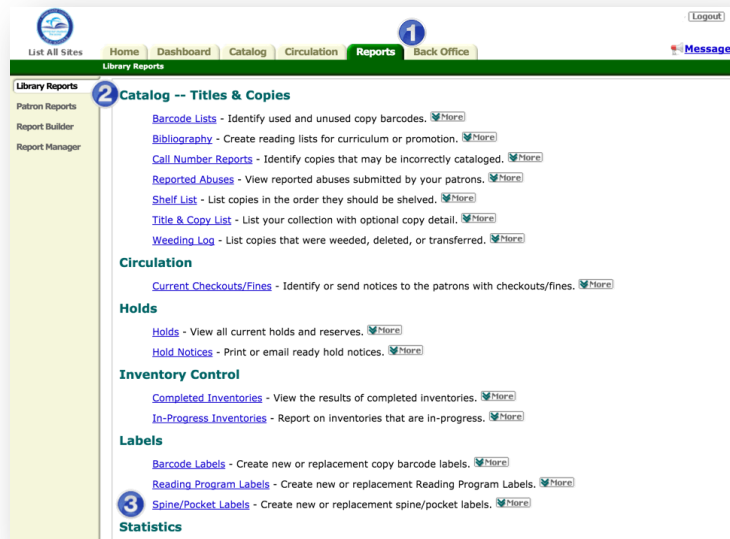 Logout
List All Sites
Home Dashboard Catalog Circulation Reports Back Office
1
Message
Library Reports
Library Reports
Patron Reports
Report Builder
Report Manager
2
Catalog -- Titles & Copies
Barcode Lists - Identify used and unused copy barcodes. More
Bibliography - Create reading lists for curriculum or promotion. More
Call Number Reports - Identify copies that may be incorrectly cataloged. More
Reported Abuses - View reported abuses submitted by your patrons. More
Shelf List - List copies in the order they should be shelved. More
Title & Copy List - List your collection with optional copy detail. More
Weeding Log - List copies that were weeded, deleted, or transferred. More
Circulation
Current Checkouts/Fines - Identify or send notices to the patrons with checkouts/fines. More
Holds
Holds - View all current holds and reserves. More
Hold Notices - Print or email ready hold notices. More
Inventory Control
Completed Inventories - View the results of completed inventories. More
In-Progress Inventories - Report on inventories that are in-progress. More
Labels
Barcode Labels - Create new or replacement copy barcode labels. More
Reading Program Labels - Create new or replacement Reading Program Labels. More
3
Spine/Pocket Labels - Create new or replacement spine/pocket labels. More
Statistics